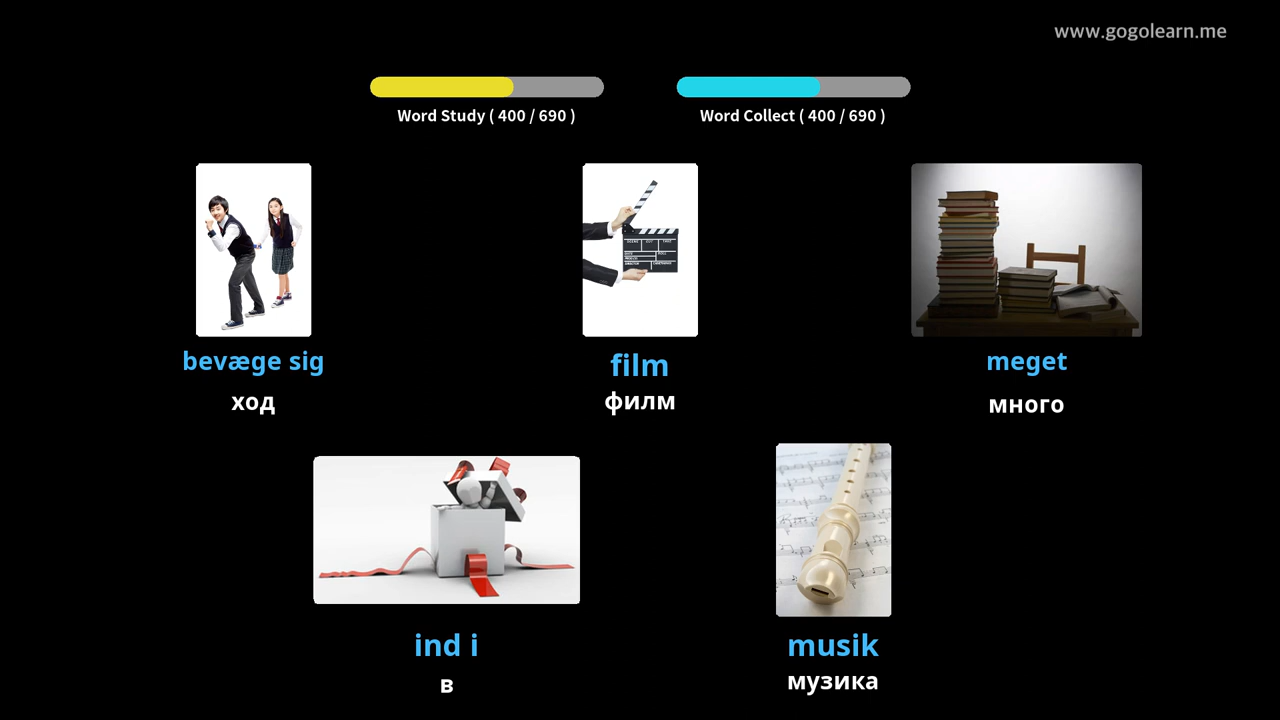 www.gogolearn.me
Word Study ( 400 / 690 )
Word Collect ( 400 / 690 )
bevæge sig
ход
film
филм
meget
много
ind i
в
musik
музика